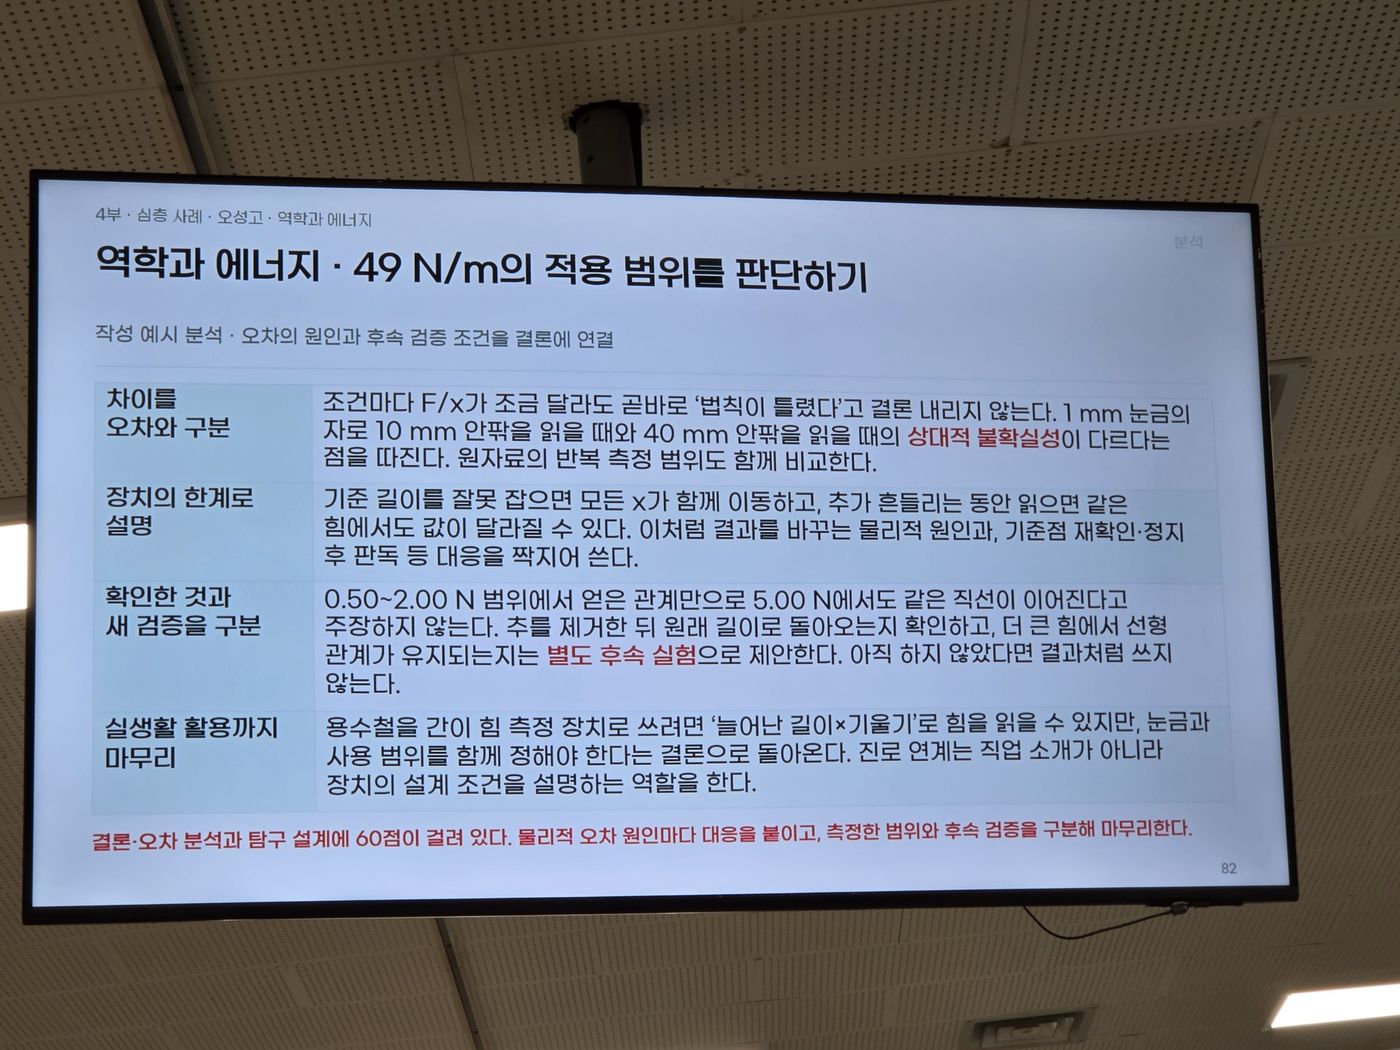 4부 · 심층 사례 · 오성고 · 역학과 에너지
분석
역학과 에너지 · 49 N/m의 적용 범위를 판단하기
작성 예시 분석 · 오차의 원인과 후속 검증 조건을 결론에 연결
차이를
오차와 구분
조건마다 F/x가 조금 달라도 곧바로 ‘법칙이 틀렸다’고 결론 내리지 않는다. 1 mm 눈금의
자로 10 mm 안팎을 읽을 때와 40 mm 안팎을 읽을 때의 상대적 불확실성이 다르다는
점을 따진다. 원자료의 반복 측정 범위도 함께 비교한다.
장치의 한계로
설명
기준 길이를 잘못 잡으면 모든 x가 함께 이동하고, 추가 흔들리는 동안 읽으면 같은
힘에서도 값이 달라질 수 있다. 이처럼 결과를 바꾸는 물리적 원인과, 기준점 재확인·정지
후 판독 등 대응을 짝지어 쓴다.
확인한 것과
새 검증을 구분
0.50~2.00 N 범위에서 얻은 관계만으로 5.00 N에서도 같은 직선이 이어진다고
주장하지 않는다. 추를 제거한 뒤 원래 길이로 돌아오는지 확인하고, 더 큰 힘에서 선형
관계가 유지되는지는 별도 후속 실험으로 제안한다. 아직 하지 않았다면 결과처럼 쓰지
않는다.
실생활 활용까지
마무리
용수철을 간이 힘 측정 장치로 쓰려면 ‘늘어난 길이×기울기’로 힘을 읽을 수 있지만, 눈금과
사용 범위를 함께 정해야 한다는 결론으로 돌아온다. 진로 연계는 직업 소개가 아니라
장치의 설계 조건을 설명하는 역할을 한다.
결론·오차 분석과 탐구 설계에 60점이 걸려 있다. 물리적 오차 원인마다 대응을 붙이고, 측정한 범위와 후속 검증을 구분해 마무리한다.
82